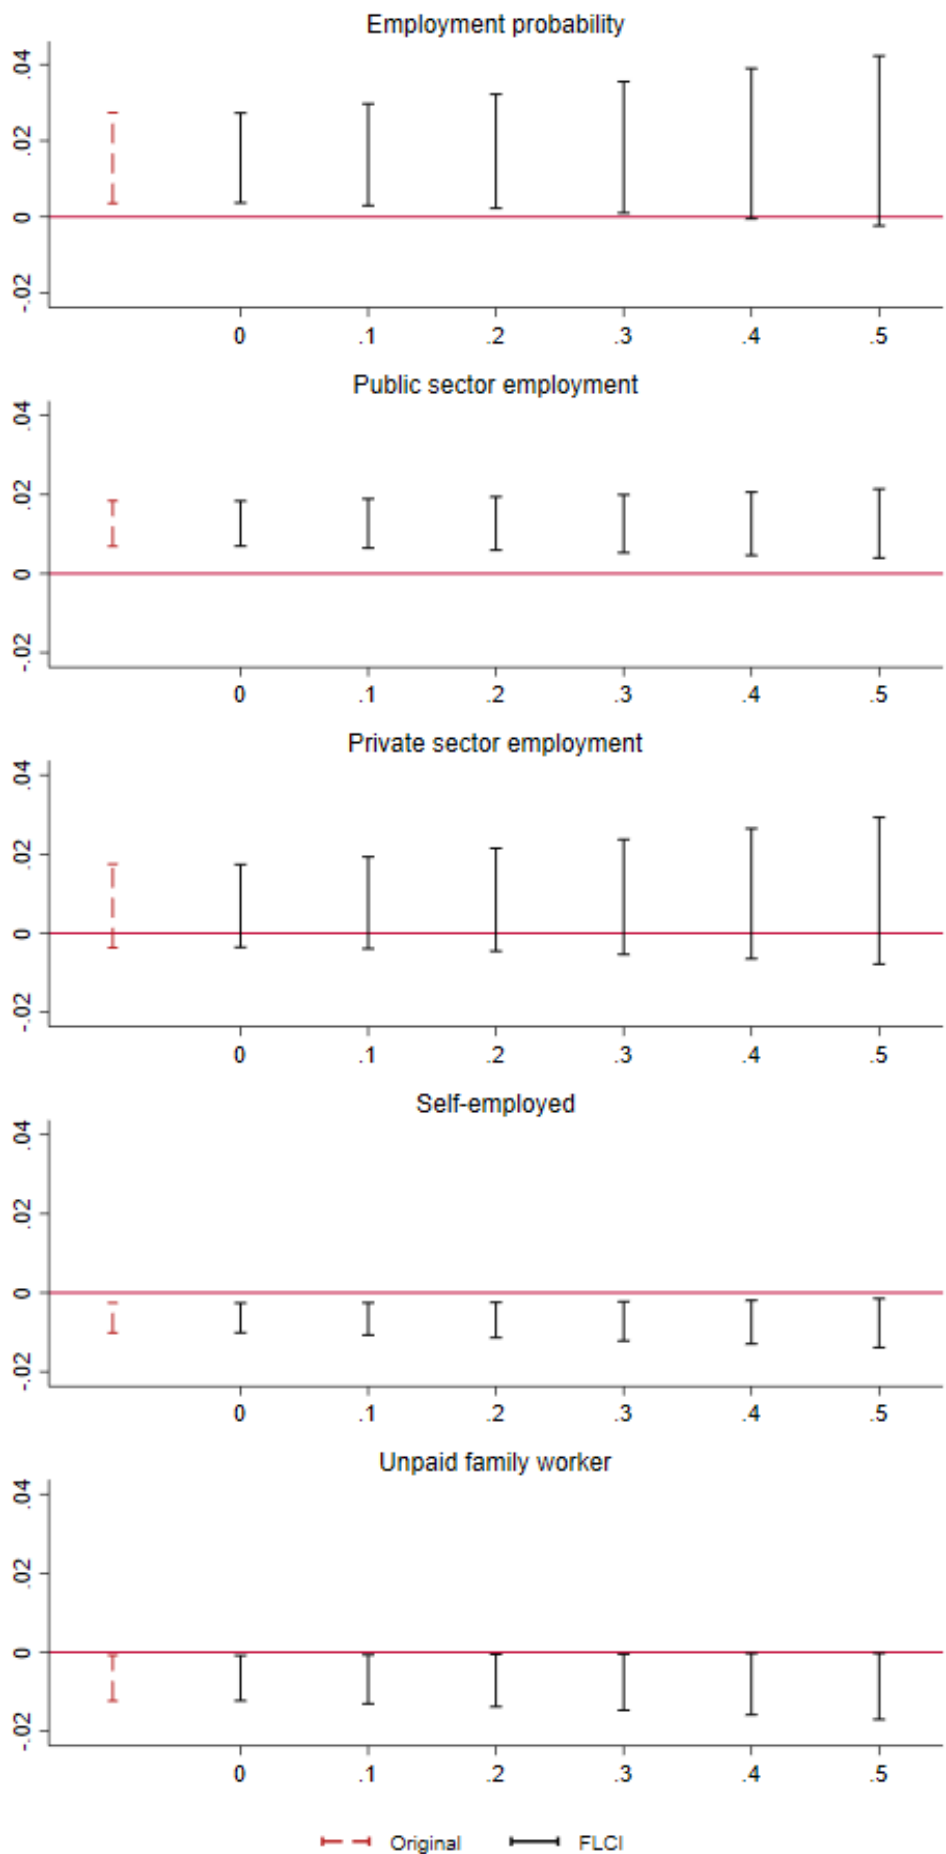 Employment probability
.04
.02
0
-.02
0 .1 .2 .3 .4 .5
Public sector employment
.04
.02
0
-.02
0 .1 .2 .3 .4 .5
Private sector employment
.04
.02
0
-.02
0 .1 .2 .3 .4 .5
Self-employed
.04
.02
0
-.02
0 .1 .2 .3 .4 .5
Unpaid family worker
.04
.02
0
-.02
0 .1 .2 .3 .4 .5
Original FLCI